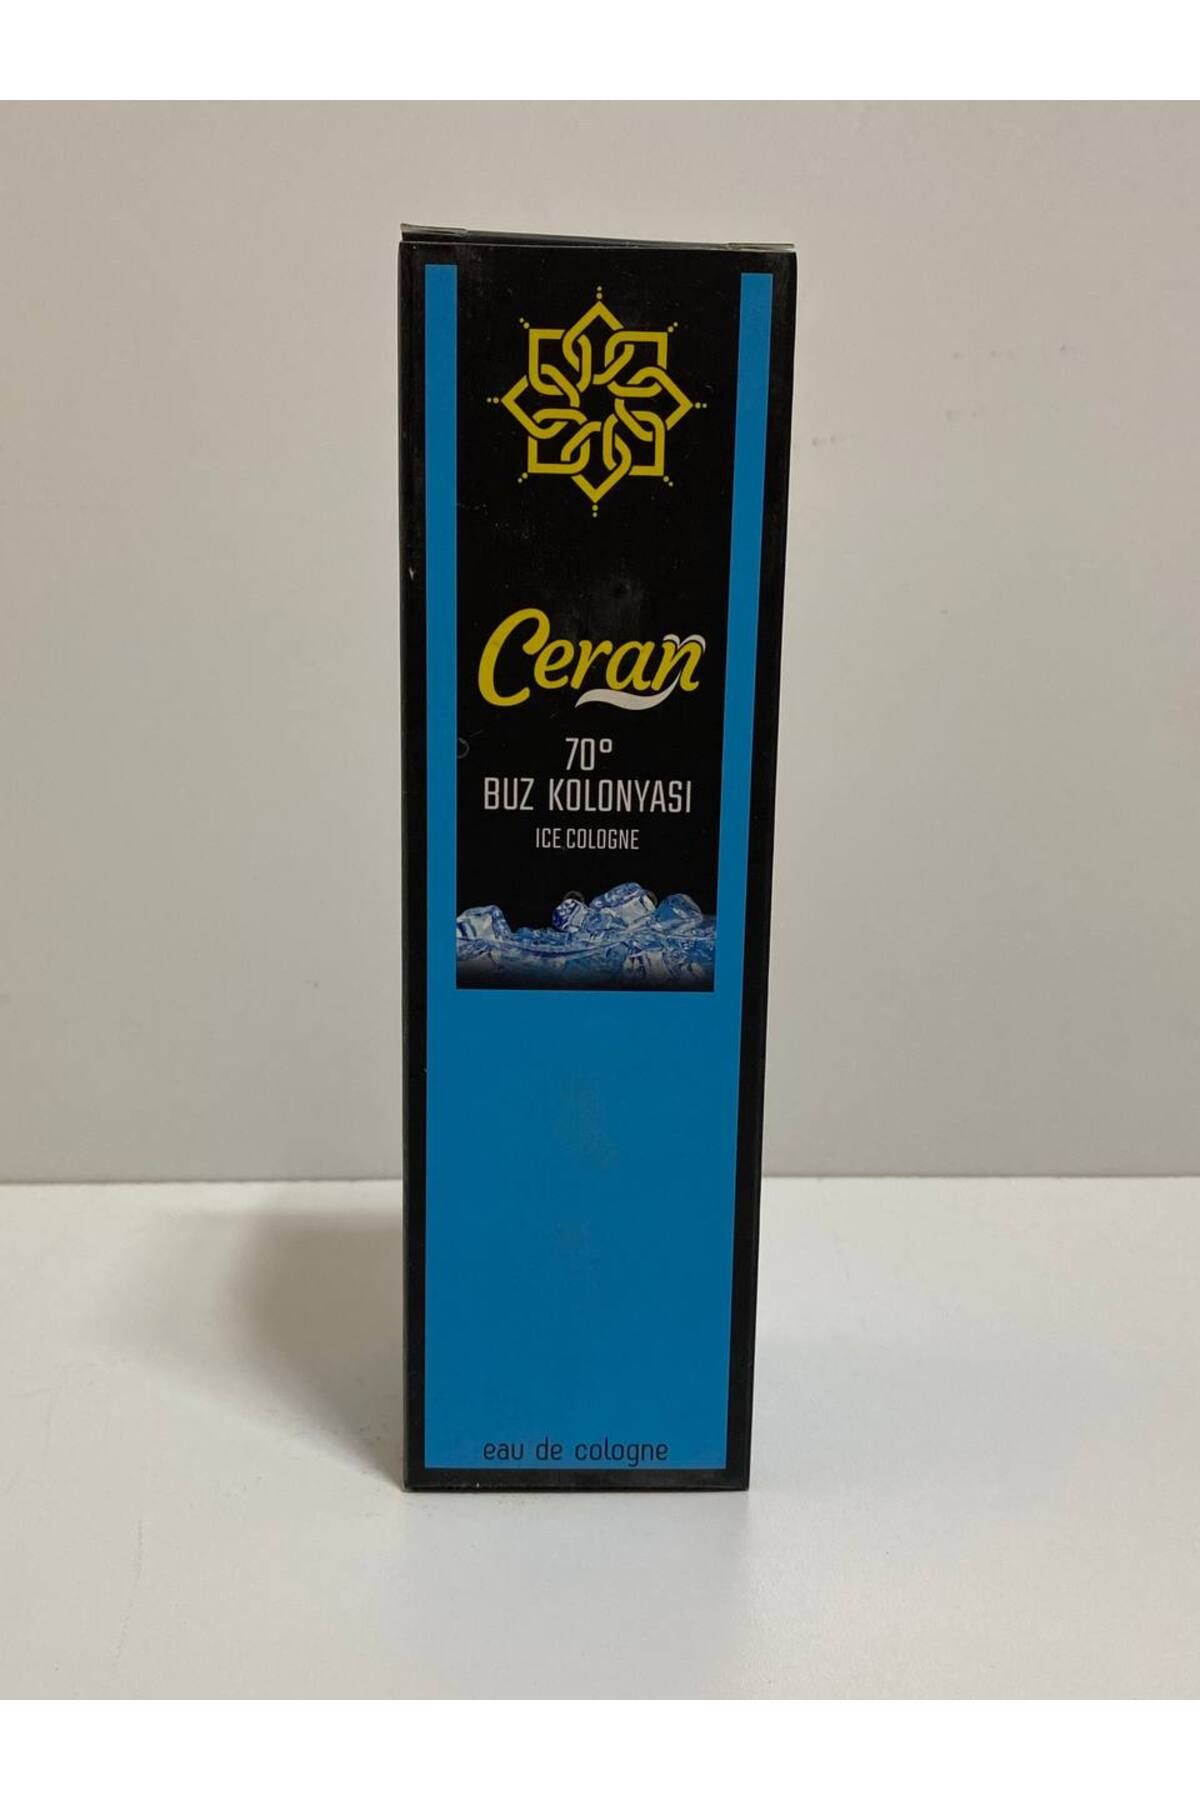 Ceran
70°
BUZ KOLONYASI
ICE COLOGNE
eau de cologne